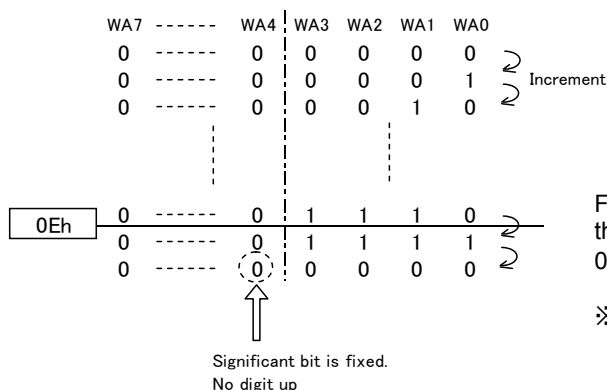 WA7 ------ WA4 WA3 WA2 WA1 WA0
0 ------ 0 0 0 0 0
0 ------ 0 0 0 0 1 Increment
0 ------ 0 0 0 1 0
0 ------ 0 1 1 1 0
0Eh
0 ------ 0 1 1 1 1
0 ------ 0 0 0 0 0
F
th
0
※
Significant bit is fixed.
No digit up